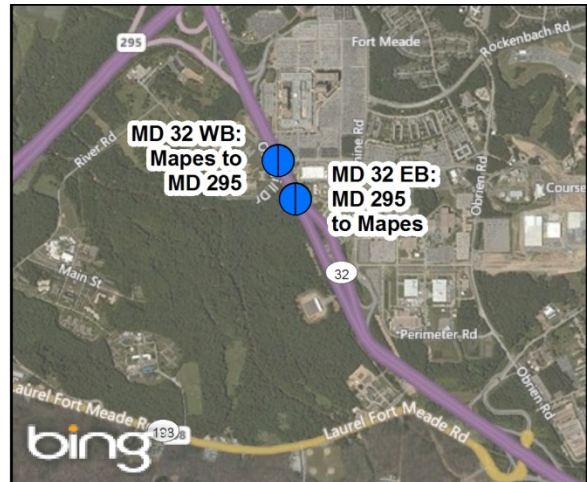 295
Fort Meade
Rockenbach Rd
MD 32 WB:
Mapes to
MD 295
River Rd
MD 32 EB:
MD 295
to Mapes
Obrien Rd
Course
32
Main St
Perimeter Rd
Obrien Rd
Laurel Fort Meade Rd
198
Laurel Fort Meade Rd
bing